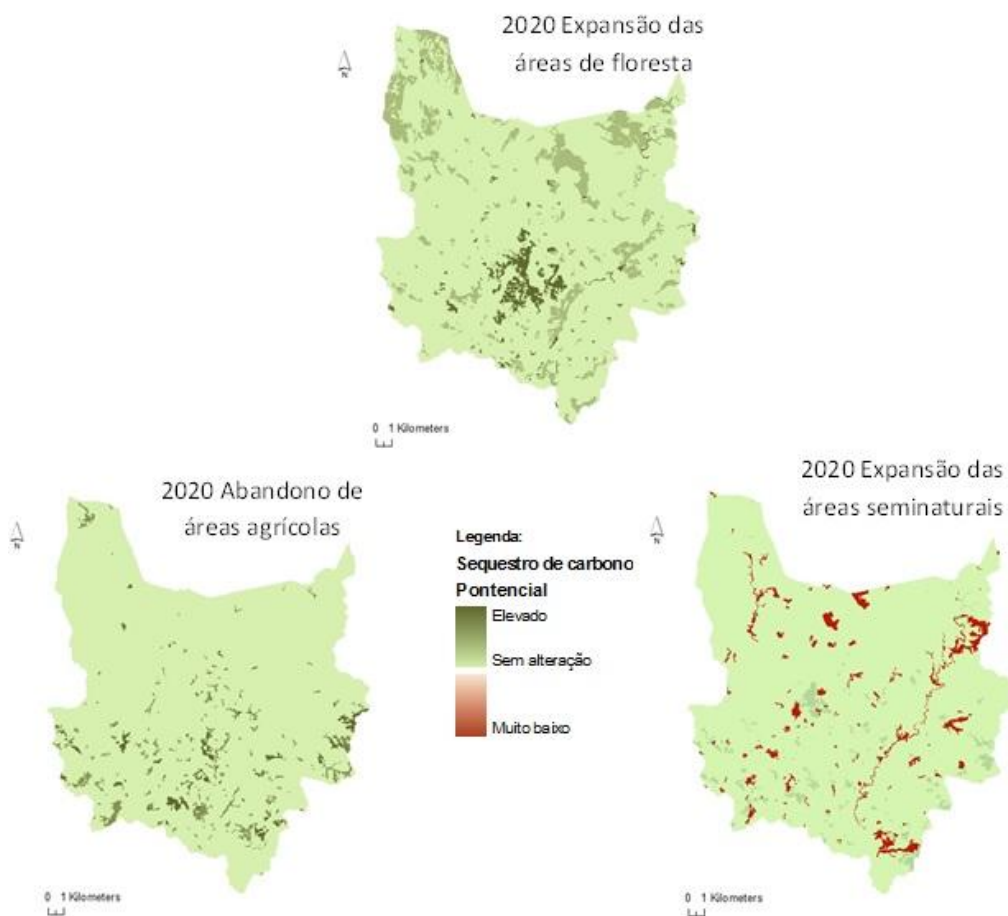 2020 Expansão das
áreas de floresta
N
0 1 Kilometers
2020 Abandono de
áreas agrícolas
N
0 1 Kilometers
Legenda:
Sequestro de carbono
Pontencial
Elevado
Sem alteração
Muito baixo
2020 Expansão das
áreas seminaturais
N
0 1 Kilometers